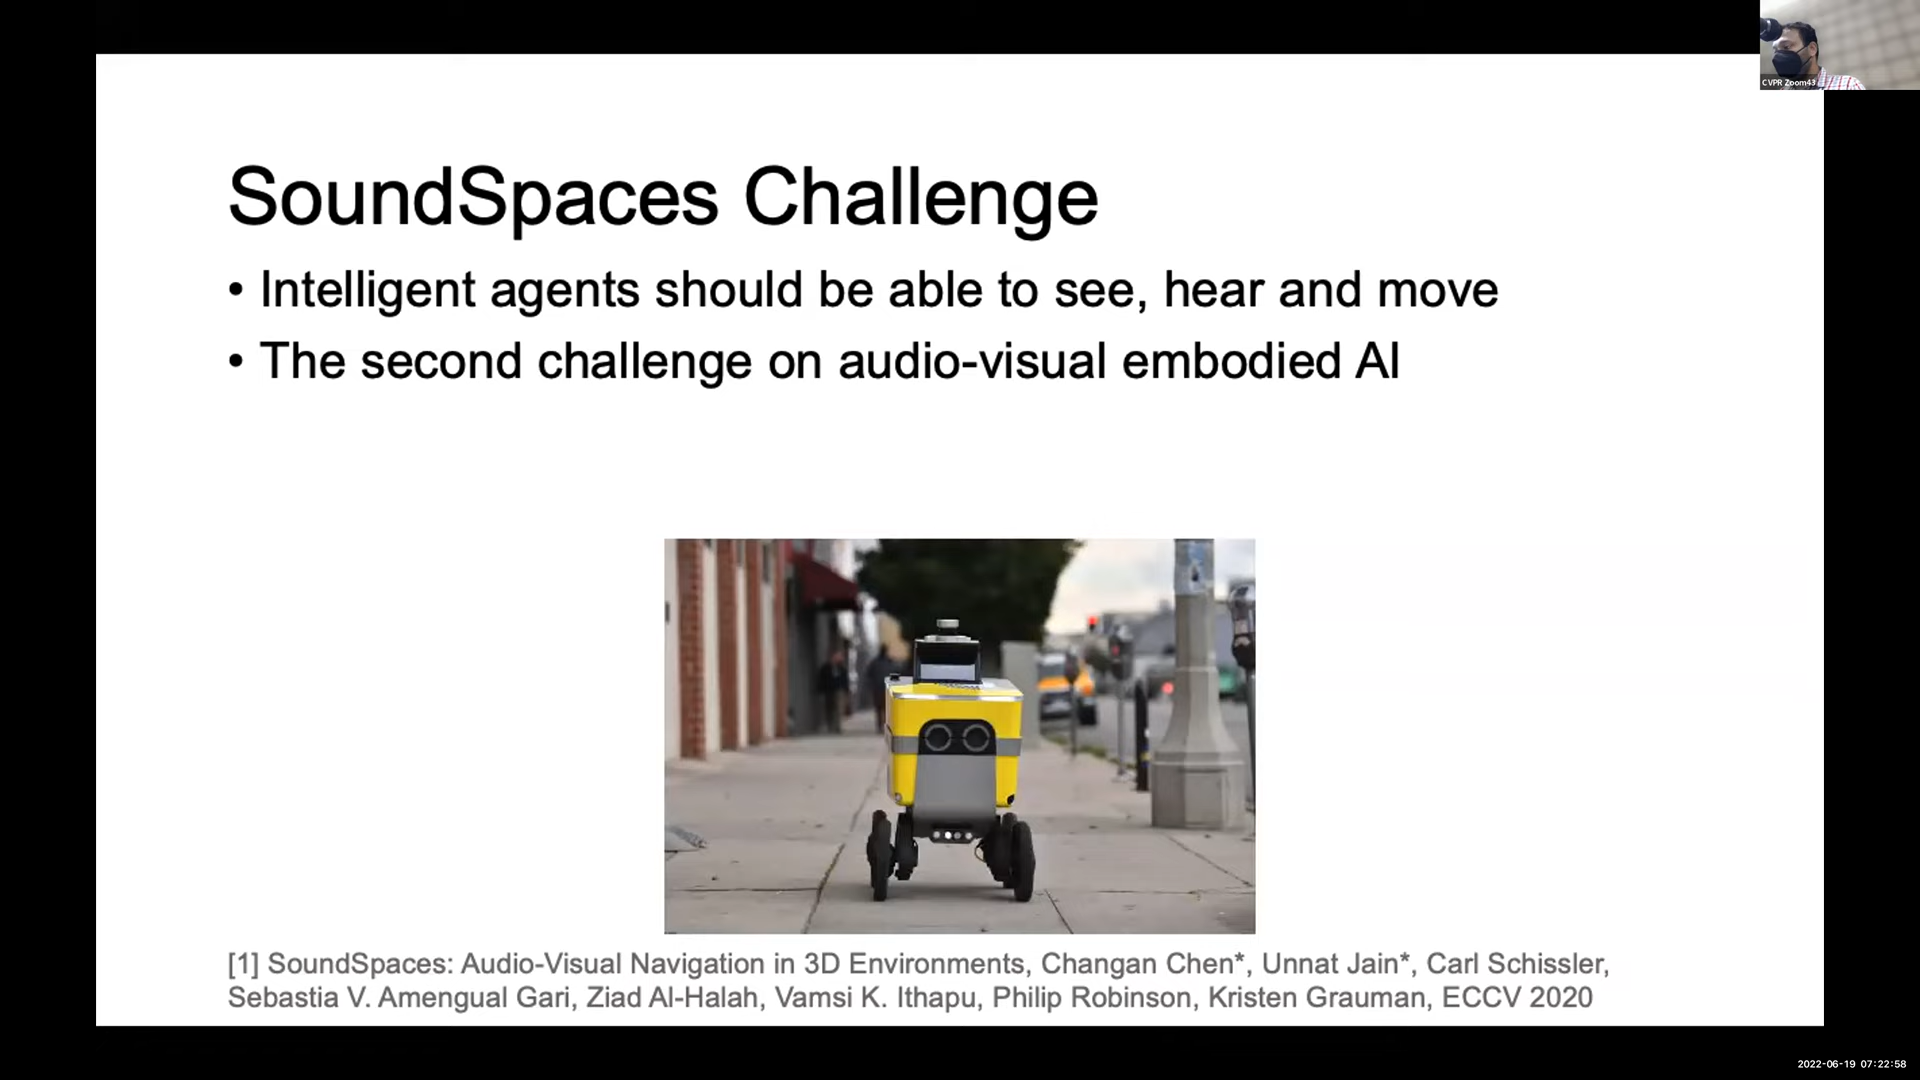 CVPR Zoom43
SoundSpaces Challenge
• Intelligent agents should be able to see, hear and move
• The second challenge on audio-visual embodied AI
[1] SoundSpaces: Audio-Visual Navigation in 3D Environments, Changan Chen*, Unnat Jain*, Carl Schissler,
Sebastia V. Amengual Gari, Ziad Al-Halah, Vamsi K. Ithapu, Philip Robinson, Kristen Grauman, ECCV 2020
2022-06-19 07:22:58